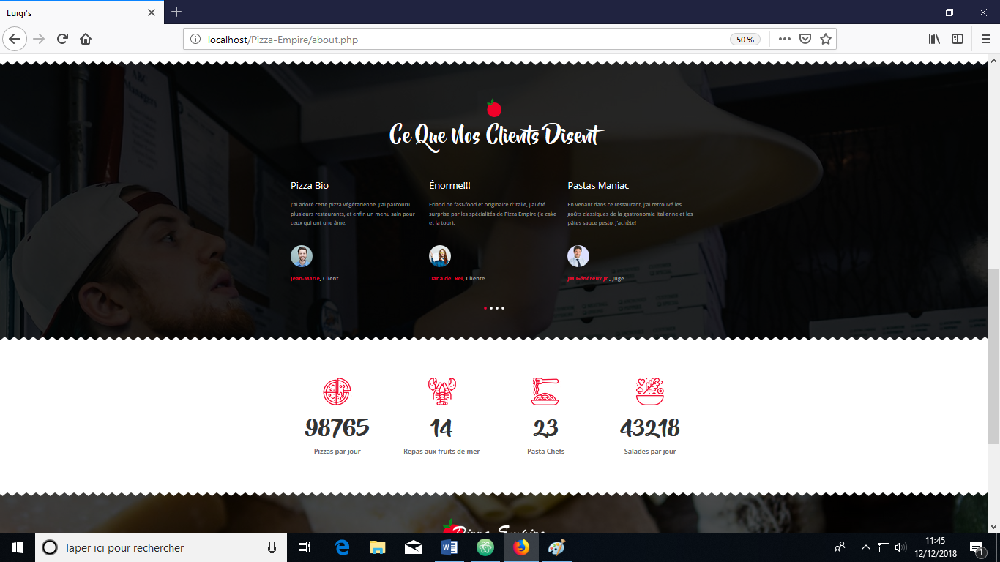 Luigi's
localhost/Pizza-Empire/about.php
50 %
ABC
Managers
Ce Que Nos Clients Disent
Pizza Bio
J'ai adoré cette pizza végétarienne. J'ai parcouru
plusieurs restaurants, et enfin un menu sain pour
ceux qui ont une âme.
Jean-Marie, Client
Énorme!!!
Friand de fast-food et originaire d'Italie, j'ai été
surprise par les spécialités de Pizza Empire (le cake
et la tour).
Dana del Rei, Cliente
Pastas Maniac
En venant dans ce restaurant, j'ai retrouvé les
goûts classiques de la gastronomie italienne et les
pâtes sauce pesto, j'achète!
JM Généreux Jr., Juge
98765
Pizzas par jour
14
Repas aux fruits de mer
23
Pasta Chefs
43218
Salades par jour
Pizza Empire
Taper ici pour rechercher
11:45
12/12/2018
1